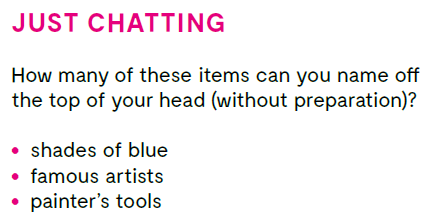 JUST CHATTING
How many of these items can you name off
the top of your head (without preparation)?
• shades of blue
• famous artists
• painter's tools